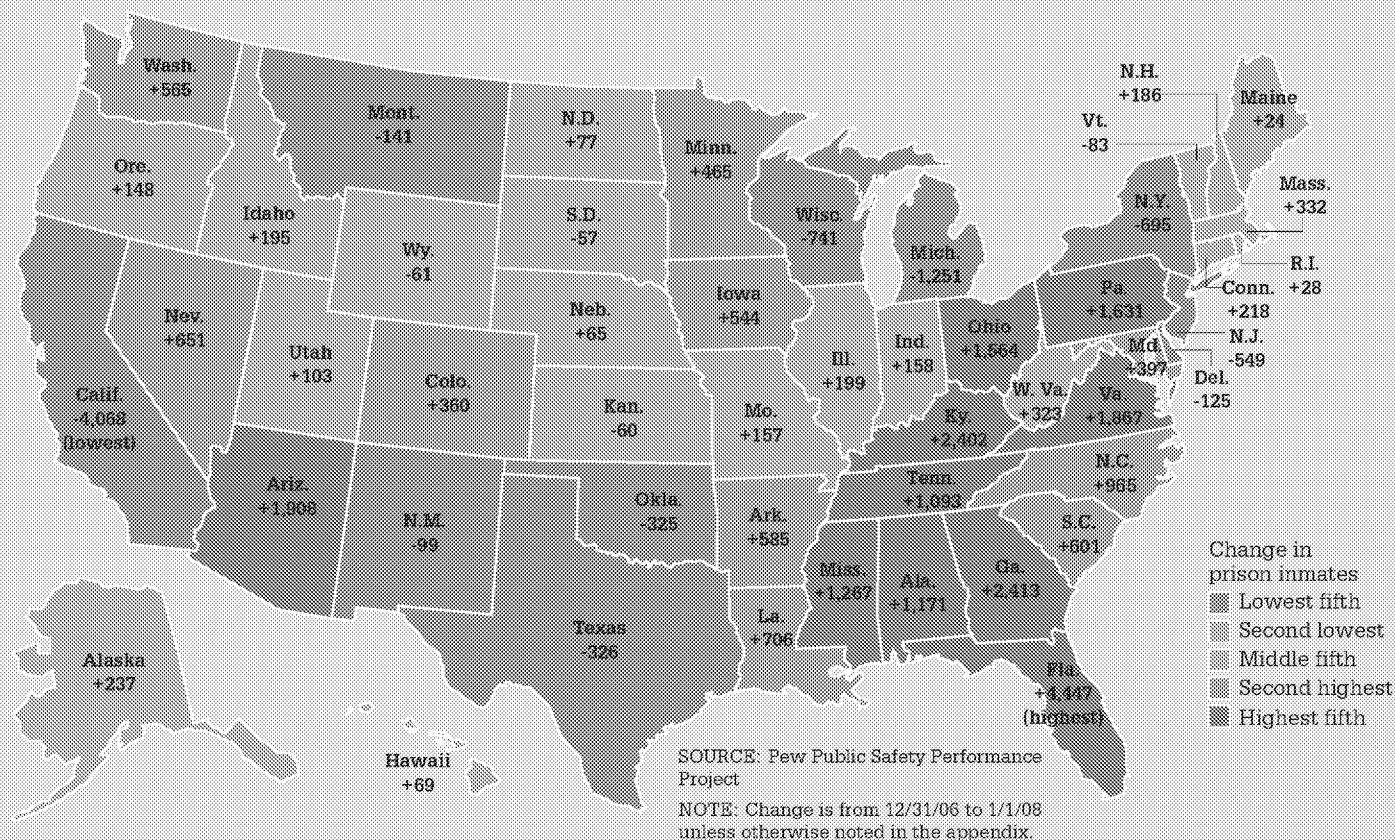 Wash.
+565
Ore.
+148
Calif.
-4,068
(lowest)
Nev.
+651
Idaho
+195
Mont.
-141
Wy.
-61
Utah
+103
Ariz.
+1,908
Colo.
+360
N.M.
-99
N.D.
+77
S.D.
-57
Neb.
+65
Kan.
-60
Okla.
-325
Texas
-326
Minn.
+465
Iowa
+544
Mo.
+157
Ark.
+585
La.
+706
Wisc.
-741
Ill.
+199
Mich.
-1,251
Ind.
+158
Ohio
+1,564
Ky.
+2,402
Tenn.
+1,093
Miss.
+1,267
Ala.
+1,171
Ga.
+2,413
Fla.
+4,447
(highest)
S.C.
+601
N.C.
+965
Va.
+1,867
W. Va.
+323
Md.
+397
Pa.
+1,631
N.Y.
-695
Vt.
-83
N.H.
+186
Maine
+24
Mass.
+332
R.I.
+28
Conn.
+218
N.J.
-549
Del.
-125
Alaska
+237
Hawaii
+69
Change in
prison inmates
Lowest fifth
Second lowest
Middle fifth
Second highest
Highest fifth
SOURCE: Pew Public Safety Performance
Project
NOTE: Change is from 12/31/06 to 1/1/08
unless otherwise noted in the appendix.